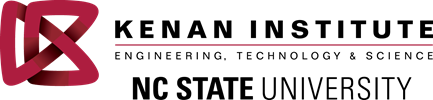 KENAN INSTITUTE
ENGINEERING, TECHNOLOGY & SCIENCE
NC STATE UNIVERSITY